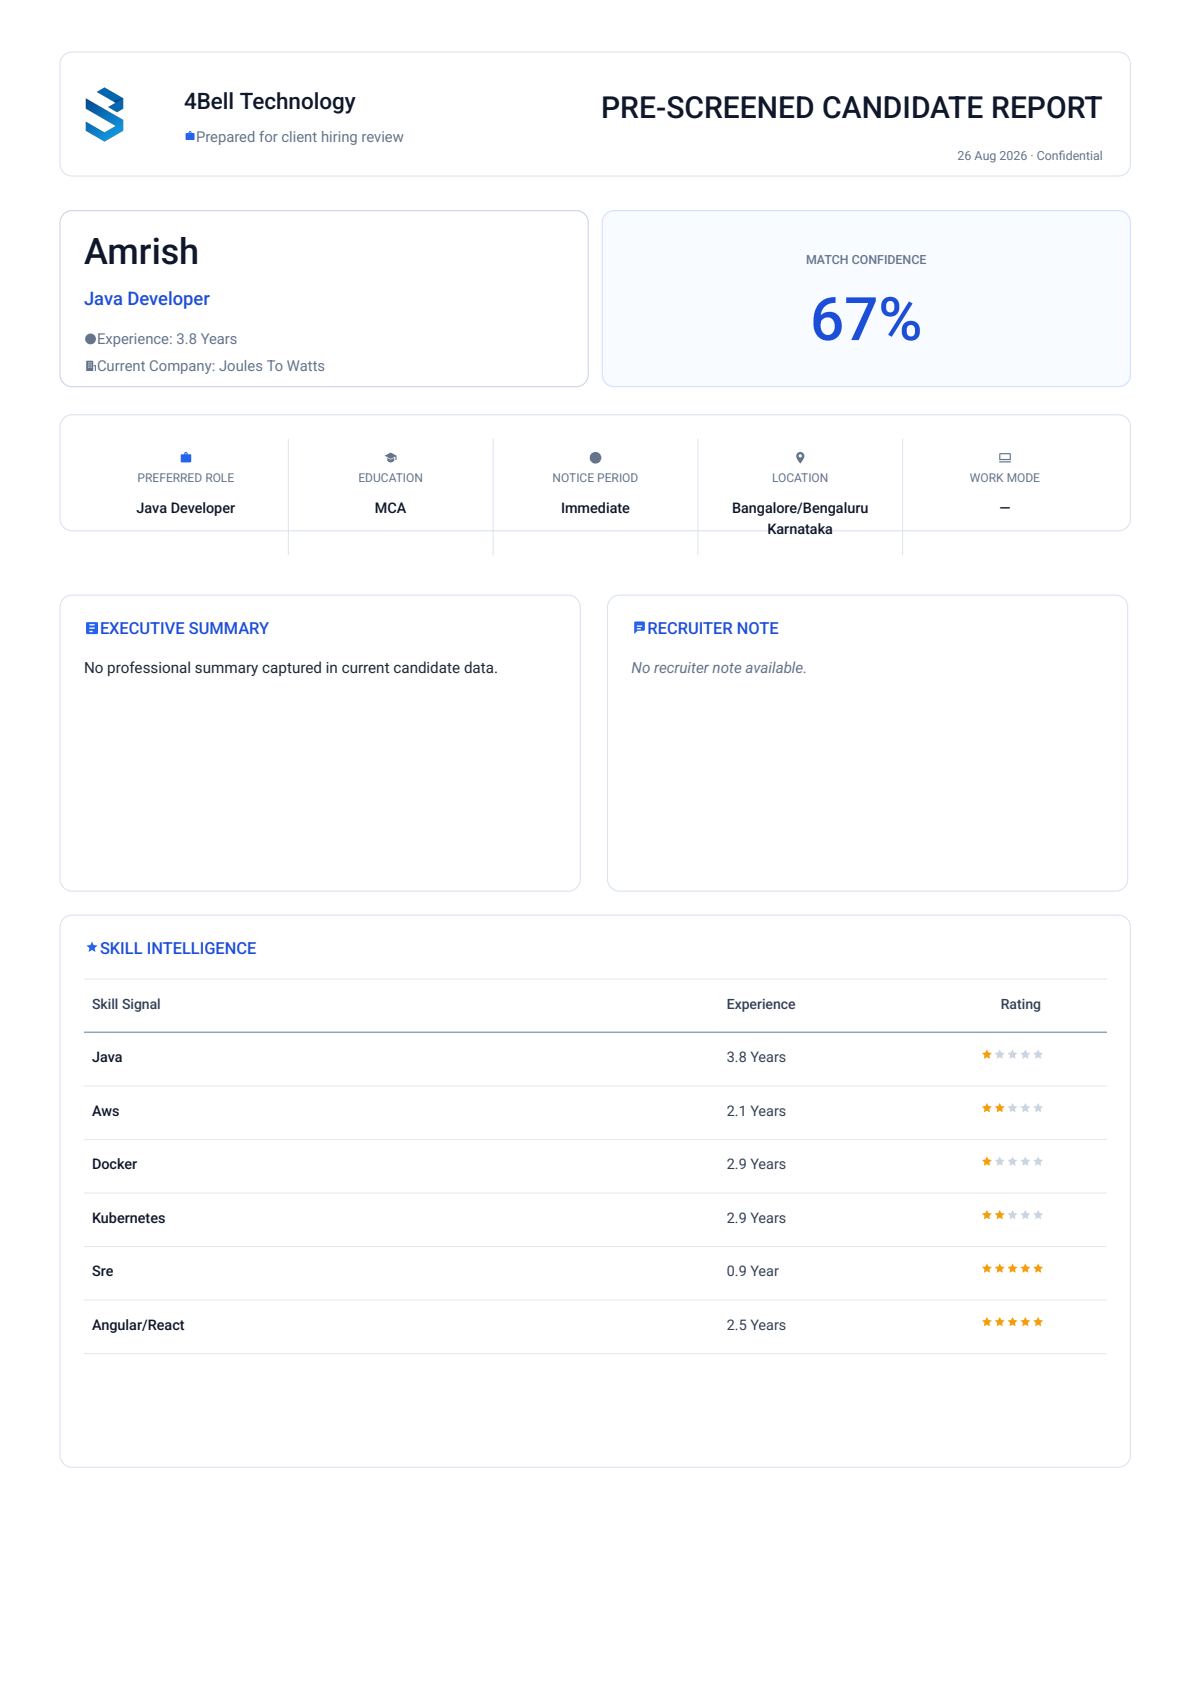 4Bell Technology
Prepared for client hiring review
PRE-SCREENED CANDIDATE REPORT
26 Aug 2026 · Confidential
Amrish
Java Developer
Experience: 3.8 Years
Current Company: Joules To Watts
MATCH CONFIDENCE
67%
PREFERRED ROLE
Java Developer
EDUCATION
MCA
NOTICE PERIOD
Immediate
LOCATION
Bangalore/Bengaluru
Karnataka
WORK MODE
—
EXECUTIVE SUMMARY
No professional summary captured in current candidate data.
RECRUITER NOTE
No recruiter note available.
SKILL INTELLIGENCE
Skill Signal Experience Rating
Java 3.8 Years
Aws 2.1 Years
Docker 2.9 Years
Kubernetes 2.9 Years
Sre 0.9 Year
Angular/React 2.5 Years